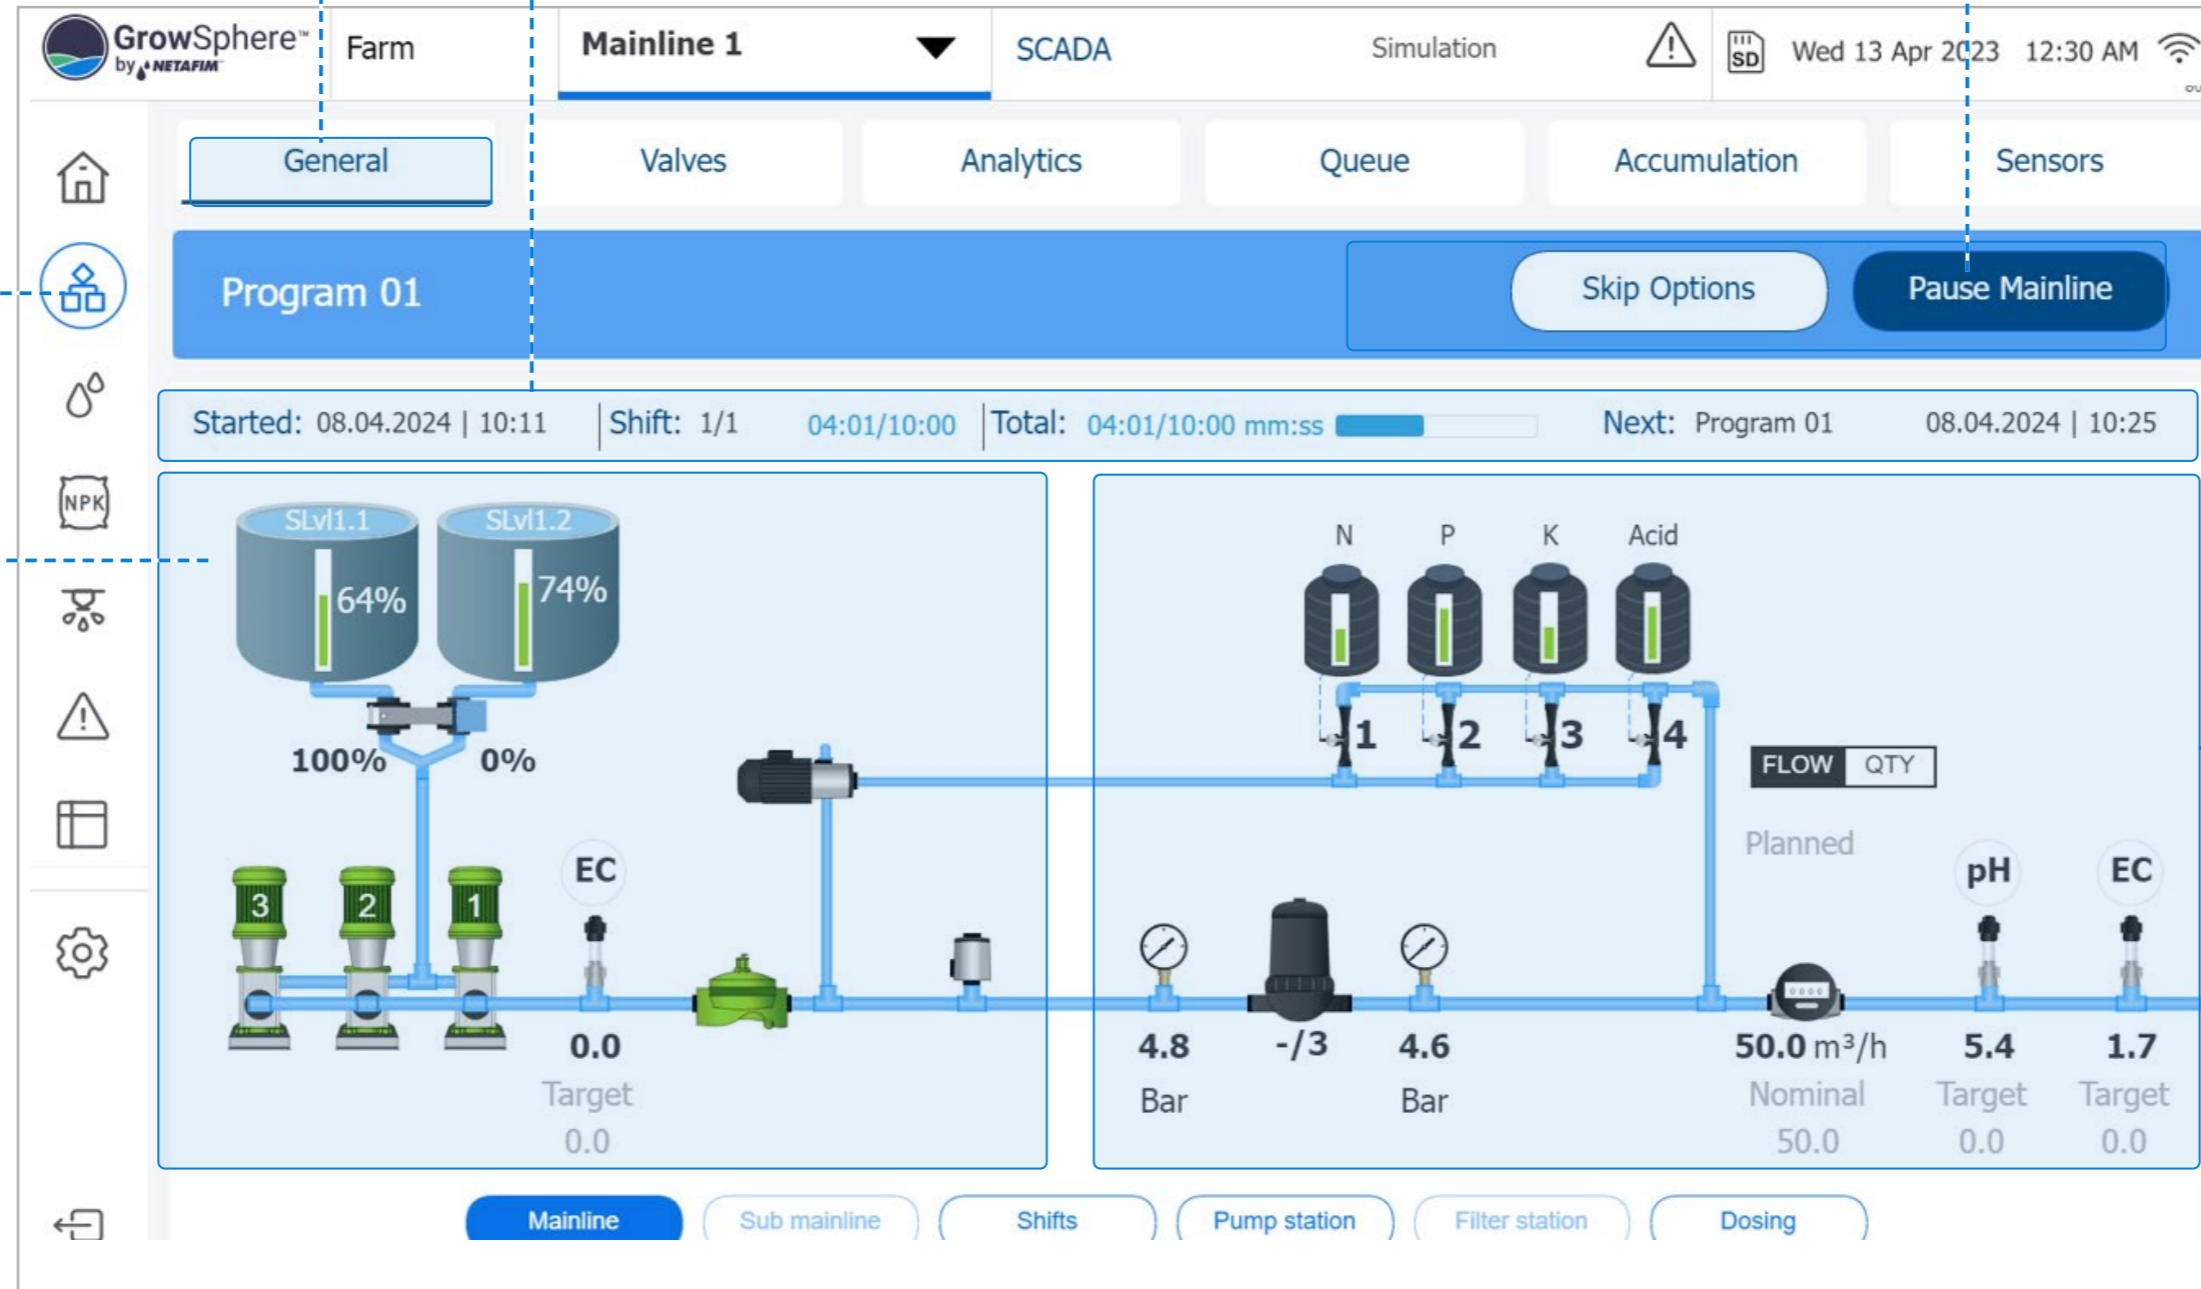 GrowSphere™
by NETAFIM™
Farm
Mainline 1
SCADA
Simulation
SD
Wed 13 Apr 2023 12:30 AM
General
Valves
Analytics
Queue
Accumulation
Sensors
Program 01
Skip Options
Pause Mainline
Started: 08.04.2024 | 10:11
Shift: 1/1 04:01/10:00
Total: 04:01/10:00 mm:ss
Next: Program 01 08.04.2024 | 10:25
NPK
SLvl1.1
SLvl1.2
64%
74%
100%
0%
3
2
1
EC
0.0
Target
0.0
N
P
K
Acid
1
2
3
4
FLOW QTY
Planned
pH
EC
0000
4.8
Bar
-/3
4.6
Bar
50.0 m³/h
Nominal
50.0
5.4
Target
0.0
1.7
Target
0.0
Mainline
Sub mainline
Shifts
Pump station
Filter station
Dosing